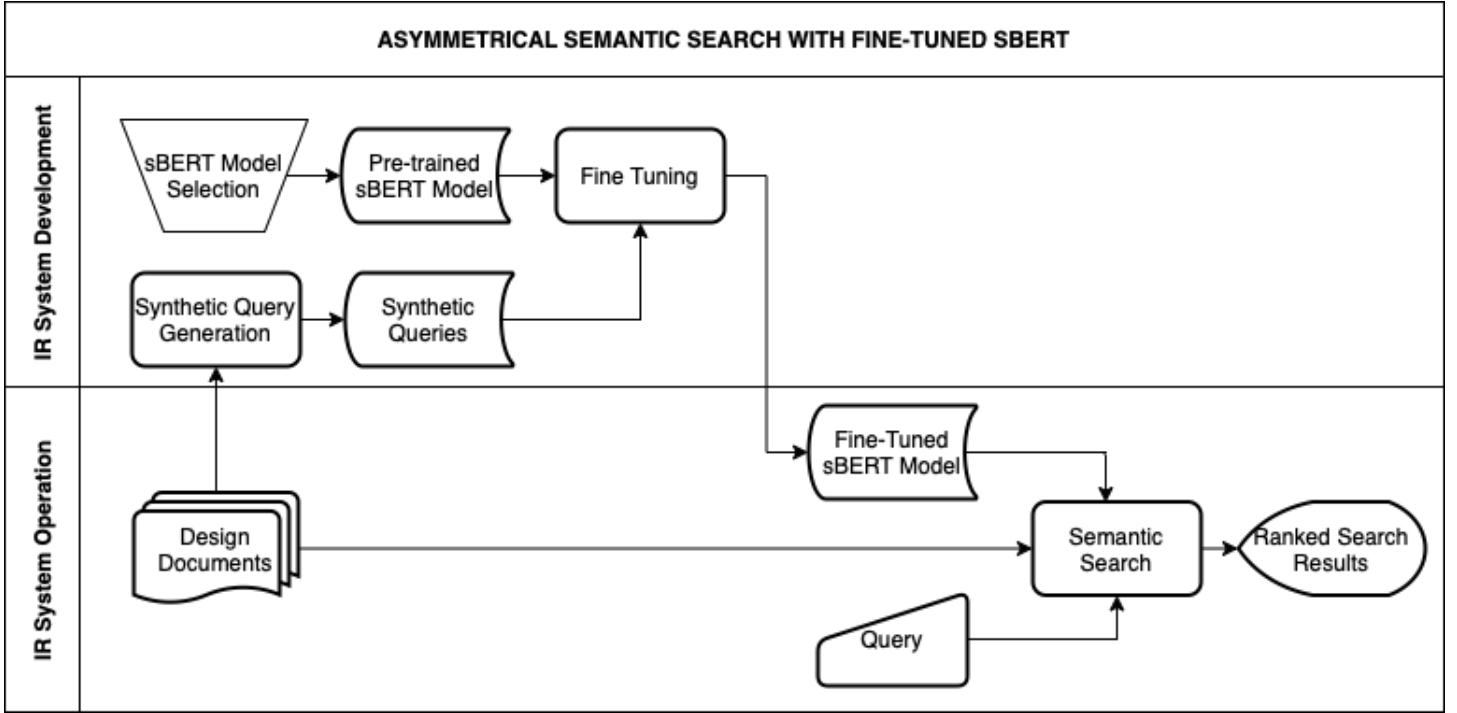 ASYMMETRICAL SEMANTIC SEARCH WITH FINE-TUNED SBERT
IR System Development
sBERT Model
Selection
Pre-trained
sBERT Model
Fine Tuning
Synthetic Query
Generation
Synthetic
Queries
IR System Operation
Fine-Tuned
sBERT Model
Design
Documents
Semantic
Search
Ranked Search
Results
Query